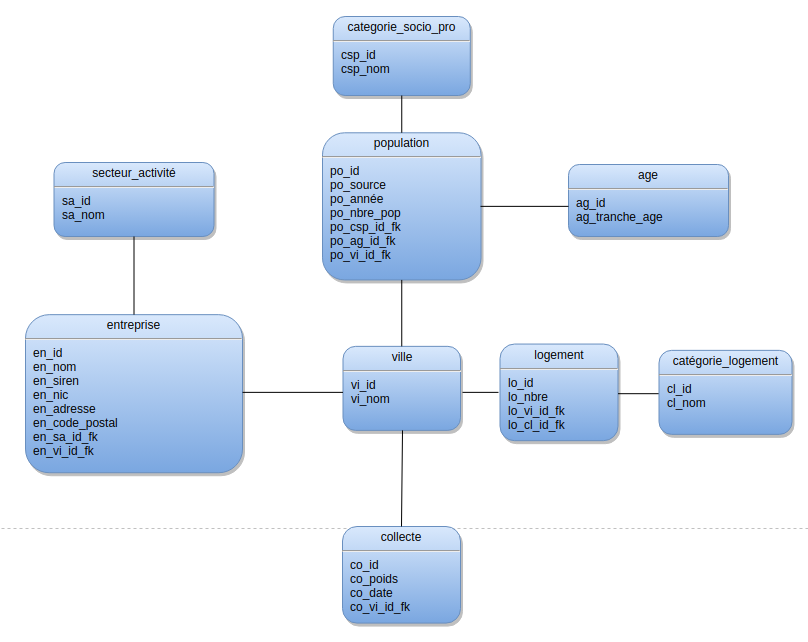 categorie_socio_pro
csp_id
csp_nom
population
po_id
po_source
po_année
po_nbre_pop
po_csp_id_fk
po_ag_id_fk
po_vi_id_fk
secteur_activité
sa_id
sa_nom
age
ag_id
ag_tranche_age
entreprise
en_id
en_nom
en_siren
en_nic
en_adresse
en_code_postal
en_sa_id_fk
en_vi_id_fk
ville
vi_id
vi_nom
logement
lo_id
lo_nbre
lo_vi_id_fk
lo_cl_id_fk
catégorie_logement
cl_id
cl_nom
collecte
co_id
co_poids
co_date
co_vi_id_fk